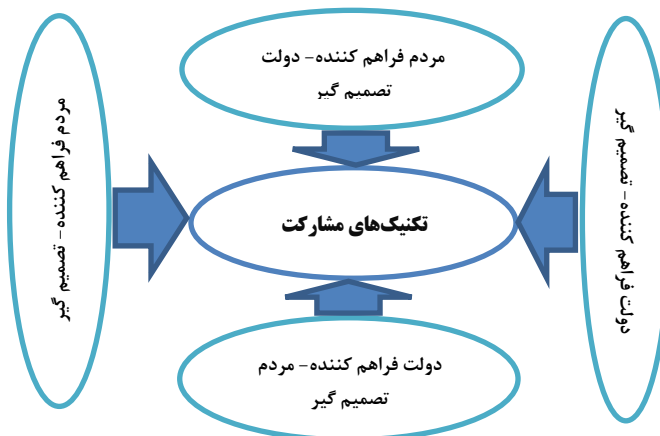 مردم فراهم کننده- دولت
تصمیم گیر
دولت فراهم کننده- تصمیم گیر
تکنیک‌های مشارکت
مردم فراهم کننده- تصمیم گیر
دولت فراهم کننده- مردم
تصمیم گیر